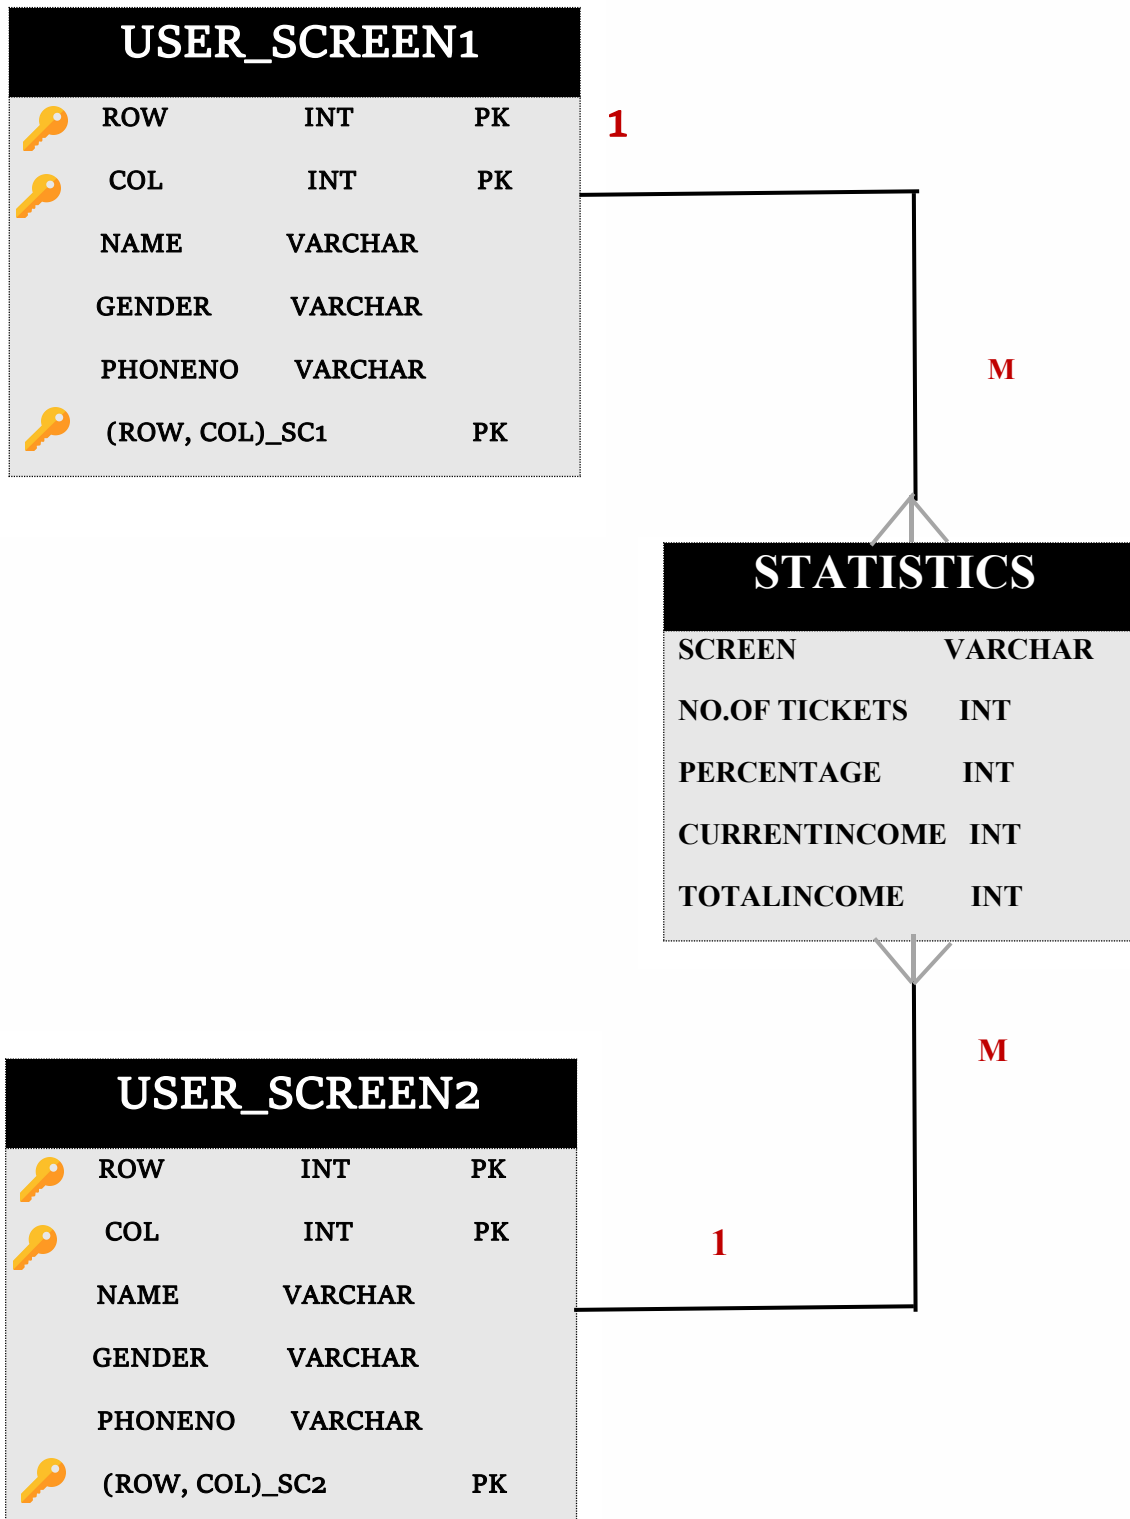 USER_SCREEN1
ROW INT PK
COL INT PK
NAME VARCHAR
GENDER VARCHAR
PHONENO VARCHAR
(ROW, COL)_SC1 PK
1
M
STATISTICS
SCREEN VARCHAR
NO.OF TICKETS INT
PERCENTAGE INT
CURRENTINCOME INT
TOTALINCOME INT
M
1
USER_SCREEN2
ROW INT PK
COL INT PK
NAME VARCHAR
GENDER VARCHAR
PHONENO VARCHAR
(ROW, COL)_SC2 PK